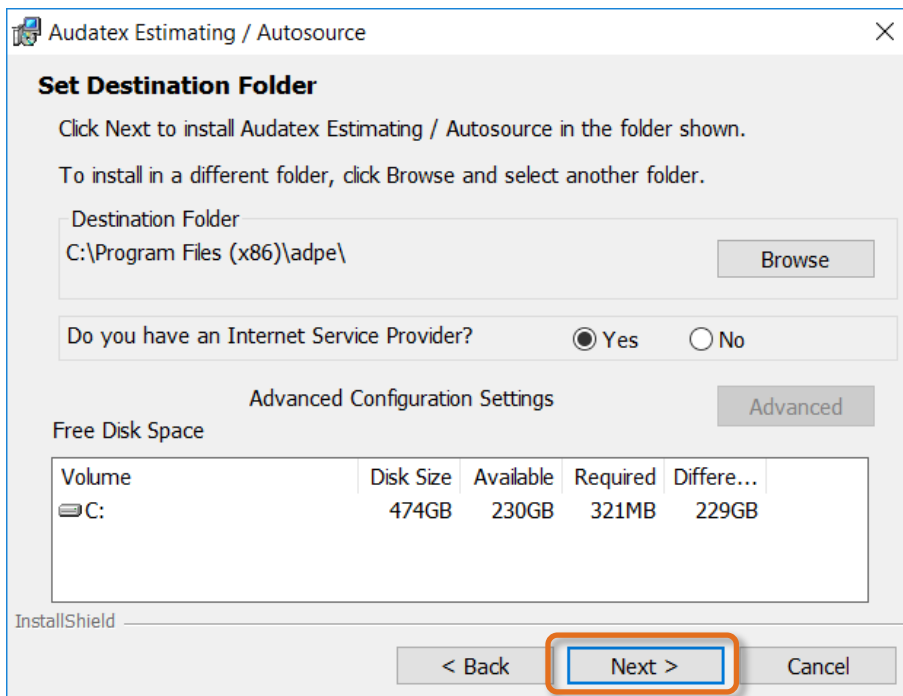 Audatex Estimating / Autosource
Set Destination Folder
Click Next to install Audatex Estimating / Autosource in the folder shown.
To install in a different folder, click Browse and select another folder.
Destination Folder
C:\Program Files (x86)\adpe\
Browse
Do you have an Internet Service Provider? Yes No
Advanced Configuration Settings Advanced
Free Disk Space
Volume Disk Size Available Required Differe...
C: 474GB 230GB 321MB 229GB
InstallShield
< Back Next > Cancel